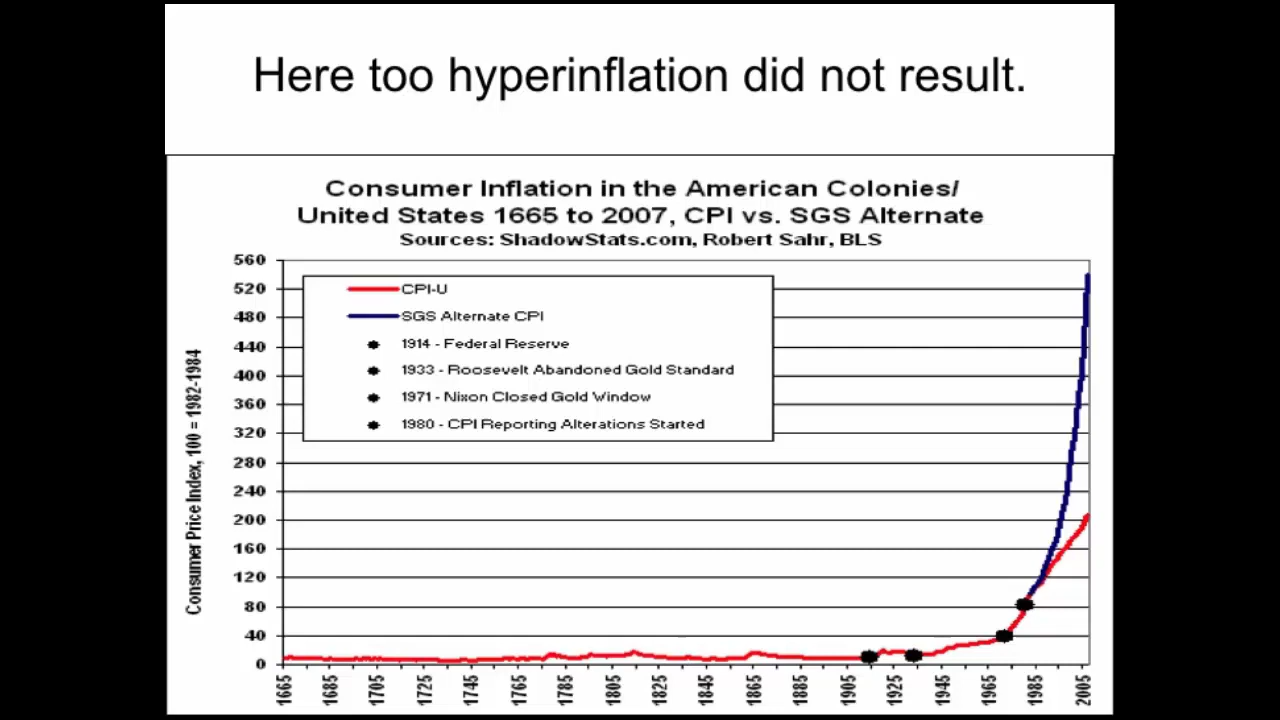 Here too hyperinflation did not result.
Consumer Inflation in the American Colonies/
United States 1665 to 2007, CPI vs. SGS Alternate
Sources: ShadowStats.com, Robert Sahr, BLS
Consumer Price Index, 100 = 1982-1984
560
520
480
440
400
360
320
280
240
200
160
120
80
40
0
CPI-U
SGS Alternate CPI
1914 - Federal Reserve
1933 - Roosevelt Abandoned Gold Standard
1971 - Nixon Closed Gold Window
1980 - CPI Reporting Alterations Started
1665 1685 1705 1725 1745 1765 1785 1805 1825 1845 1865 1885 1905 1925 1945 1965 1985 2005